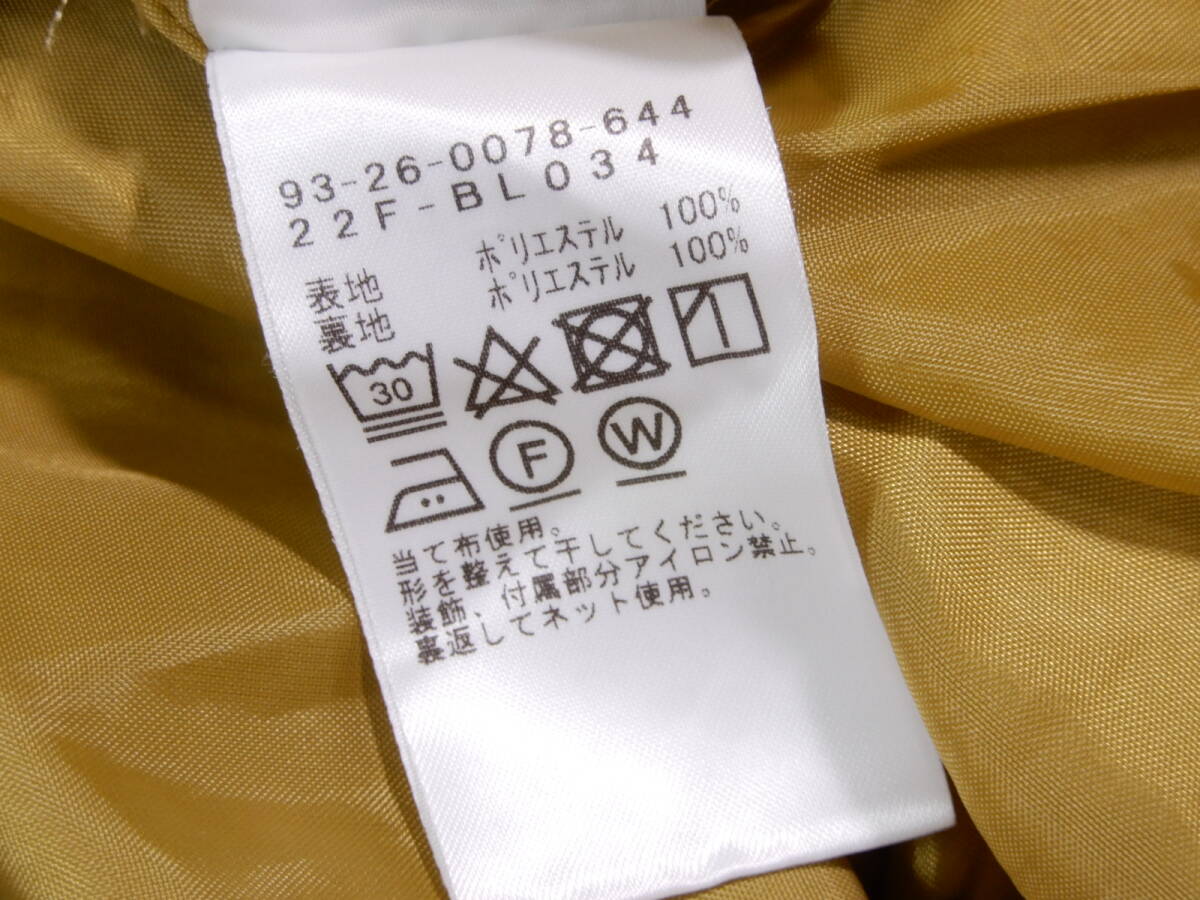 93-26-0078-644
22F-BL034
表地 ポリエステル 100%
裏地 ポリエステル 100%
30
F W
当て布使用。
形を整えて干してください。
装飾、付属部分アイロン禁止。
裏返してネット使用。